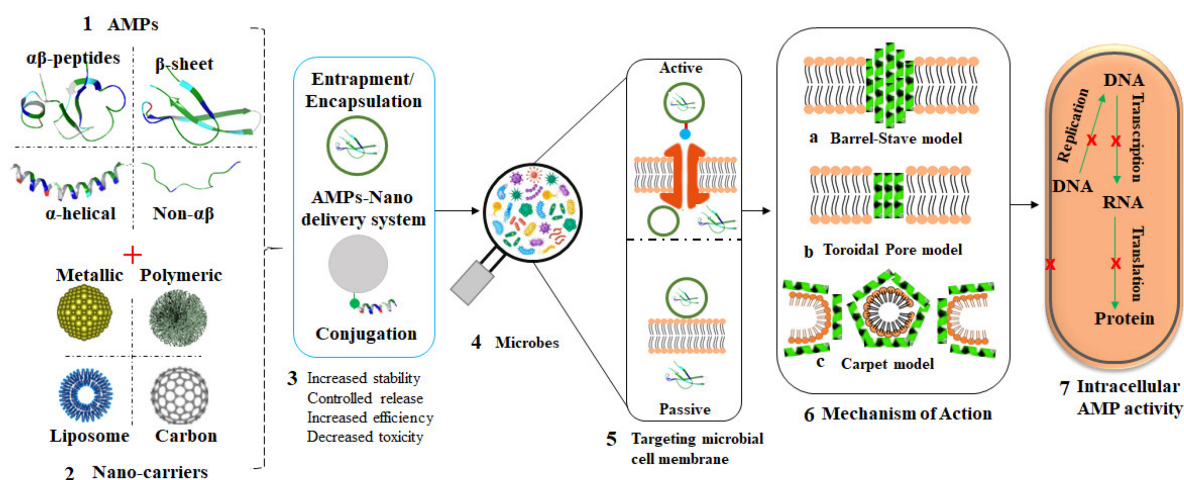 1 AMPs
αβ-peptides
β-sheet
α-helical
Non-αβ
+
Metallic
Polymeric
Liposome
Carbon
2 Nano-carriers
Entrapment/
Encapsulation
AMPs-Nano
delivery system
Conjugation
3 Increased stability
Controlled release
Increased efficiency
Decreased toxicity
4 Microbes
Active
Passive
5 Targeting microbial
cell membrane
a Barrel-Stave model
b Toroidal Pore model
c Carpet model
6 Mechanism of Action
DNA
Replication
X
Transcription
X
DNA
RNA
X
Translation
X
Protein
7 Intracellular
AMP activity